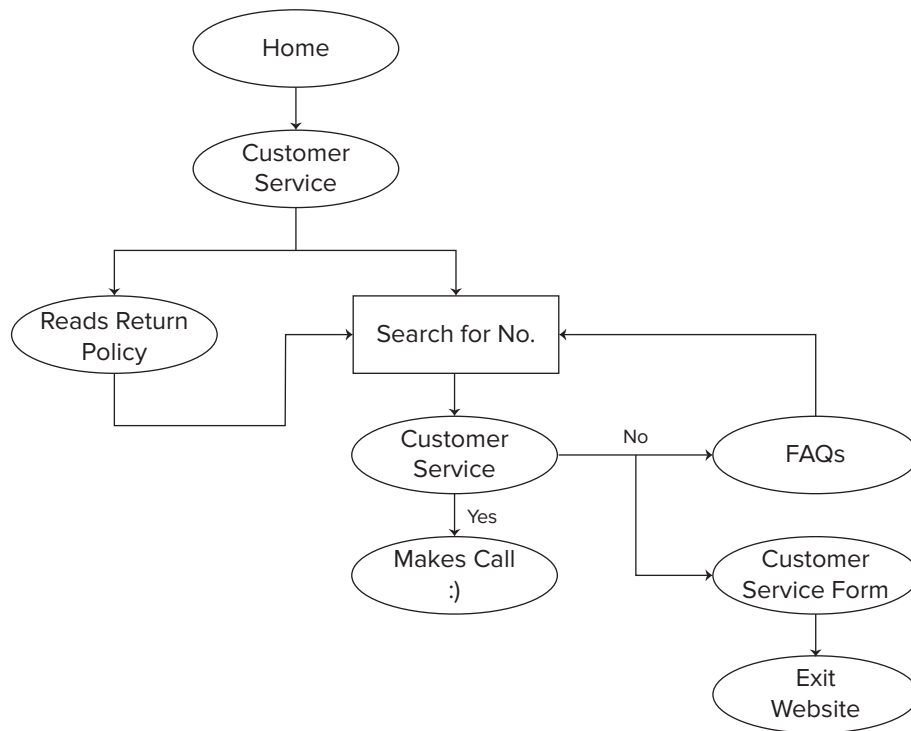 Home
Customer
Service
Reads Return
Policy
Search for No.
Customer
Service
No
FAQs
Yes
Makes Call
:)
Customer
Service Form
Exit
Website